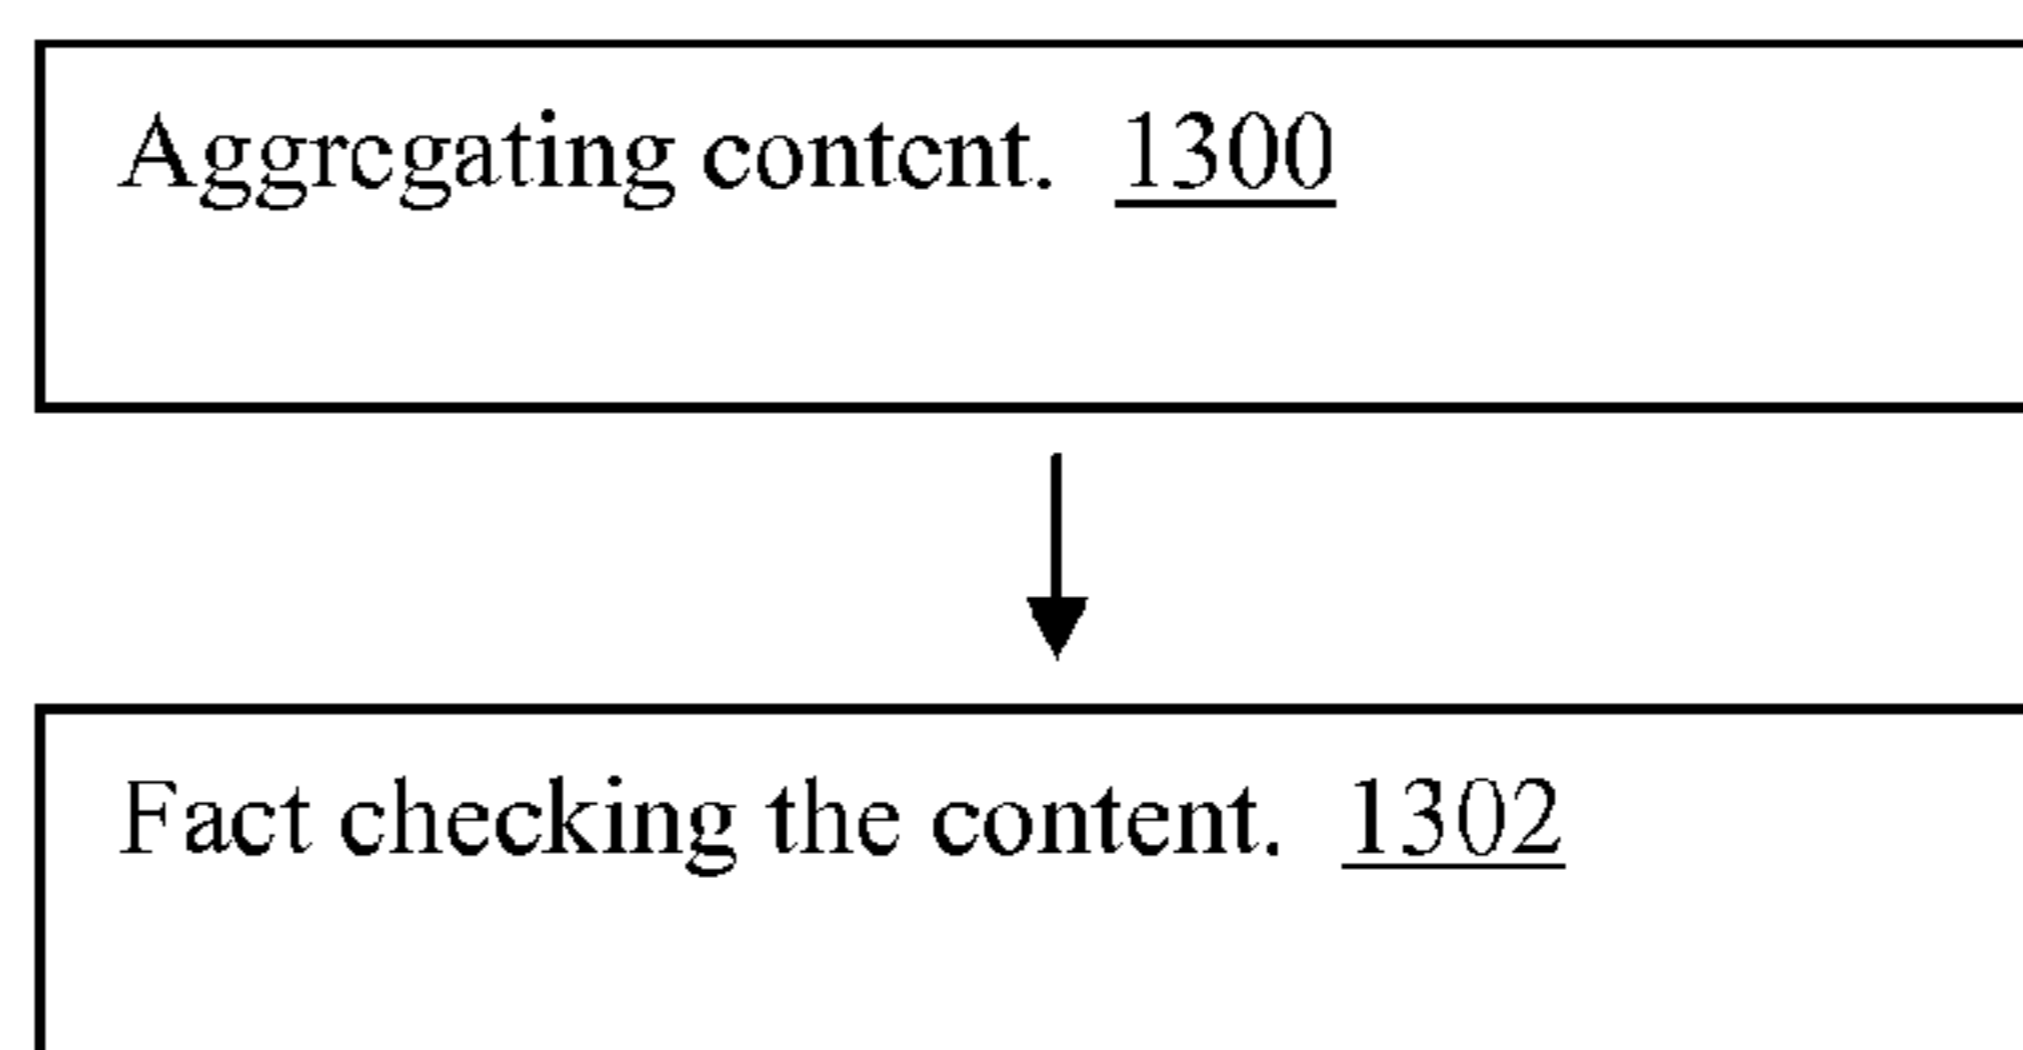 Aggregating content. 1300
Fact checking the content. 1302